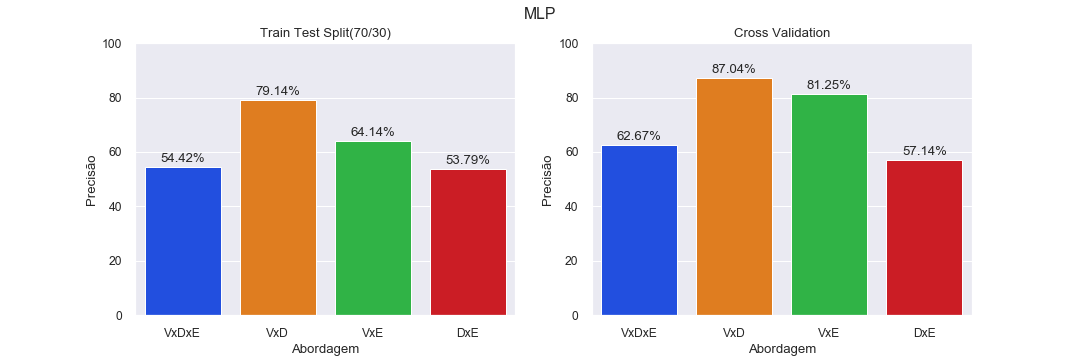 MLP
Train Test Split(70/30)
100
80
60
40
20
0
Precisão
54.42%
79.14%
64.14%
53.79%
VxDxE
VxD
VxE
DxE
Abordagem
Cross Validation
100
80
60
40
20
0
Precisão
62.67%
87.04%
81.25%
57.14%
VxDxE
VxD
VxE
DxE
Abordagem